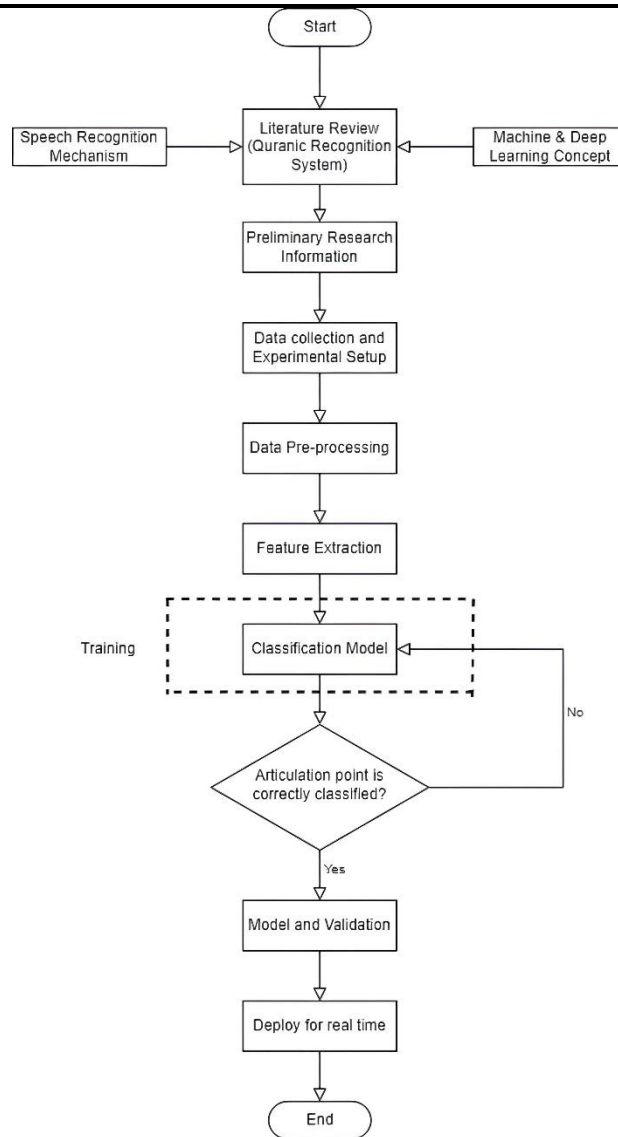 Start
Speech Recognition
Mechanism
Literature Review
(Quranic Recognition
System)
Machine & Deep
Learning Concept
Preliminary Research
Information
Data collection and
Experimental Setup
Data Pre-processing
Feature Extraction
Training
Classification Model
No
Articulation point is
correctly classified?
Yes
Model and Validation
Deploy for real time
End